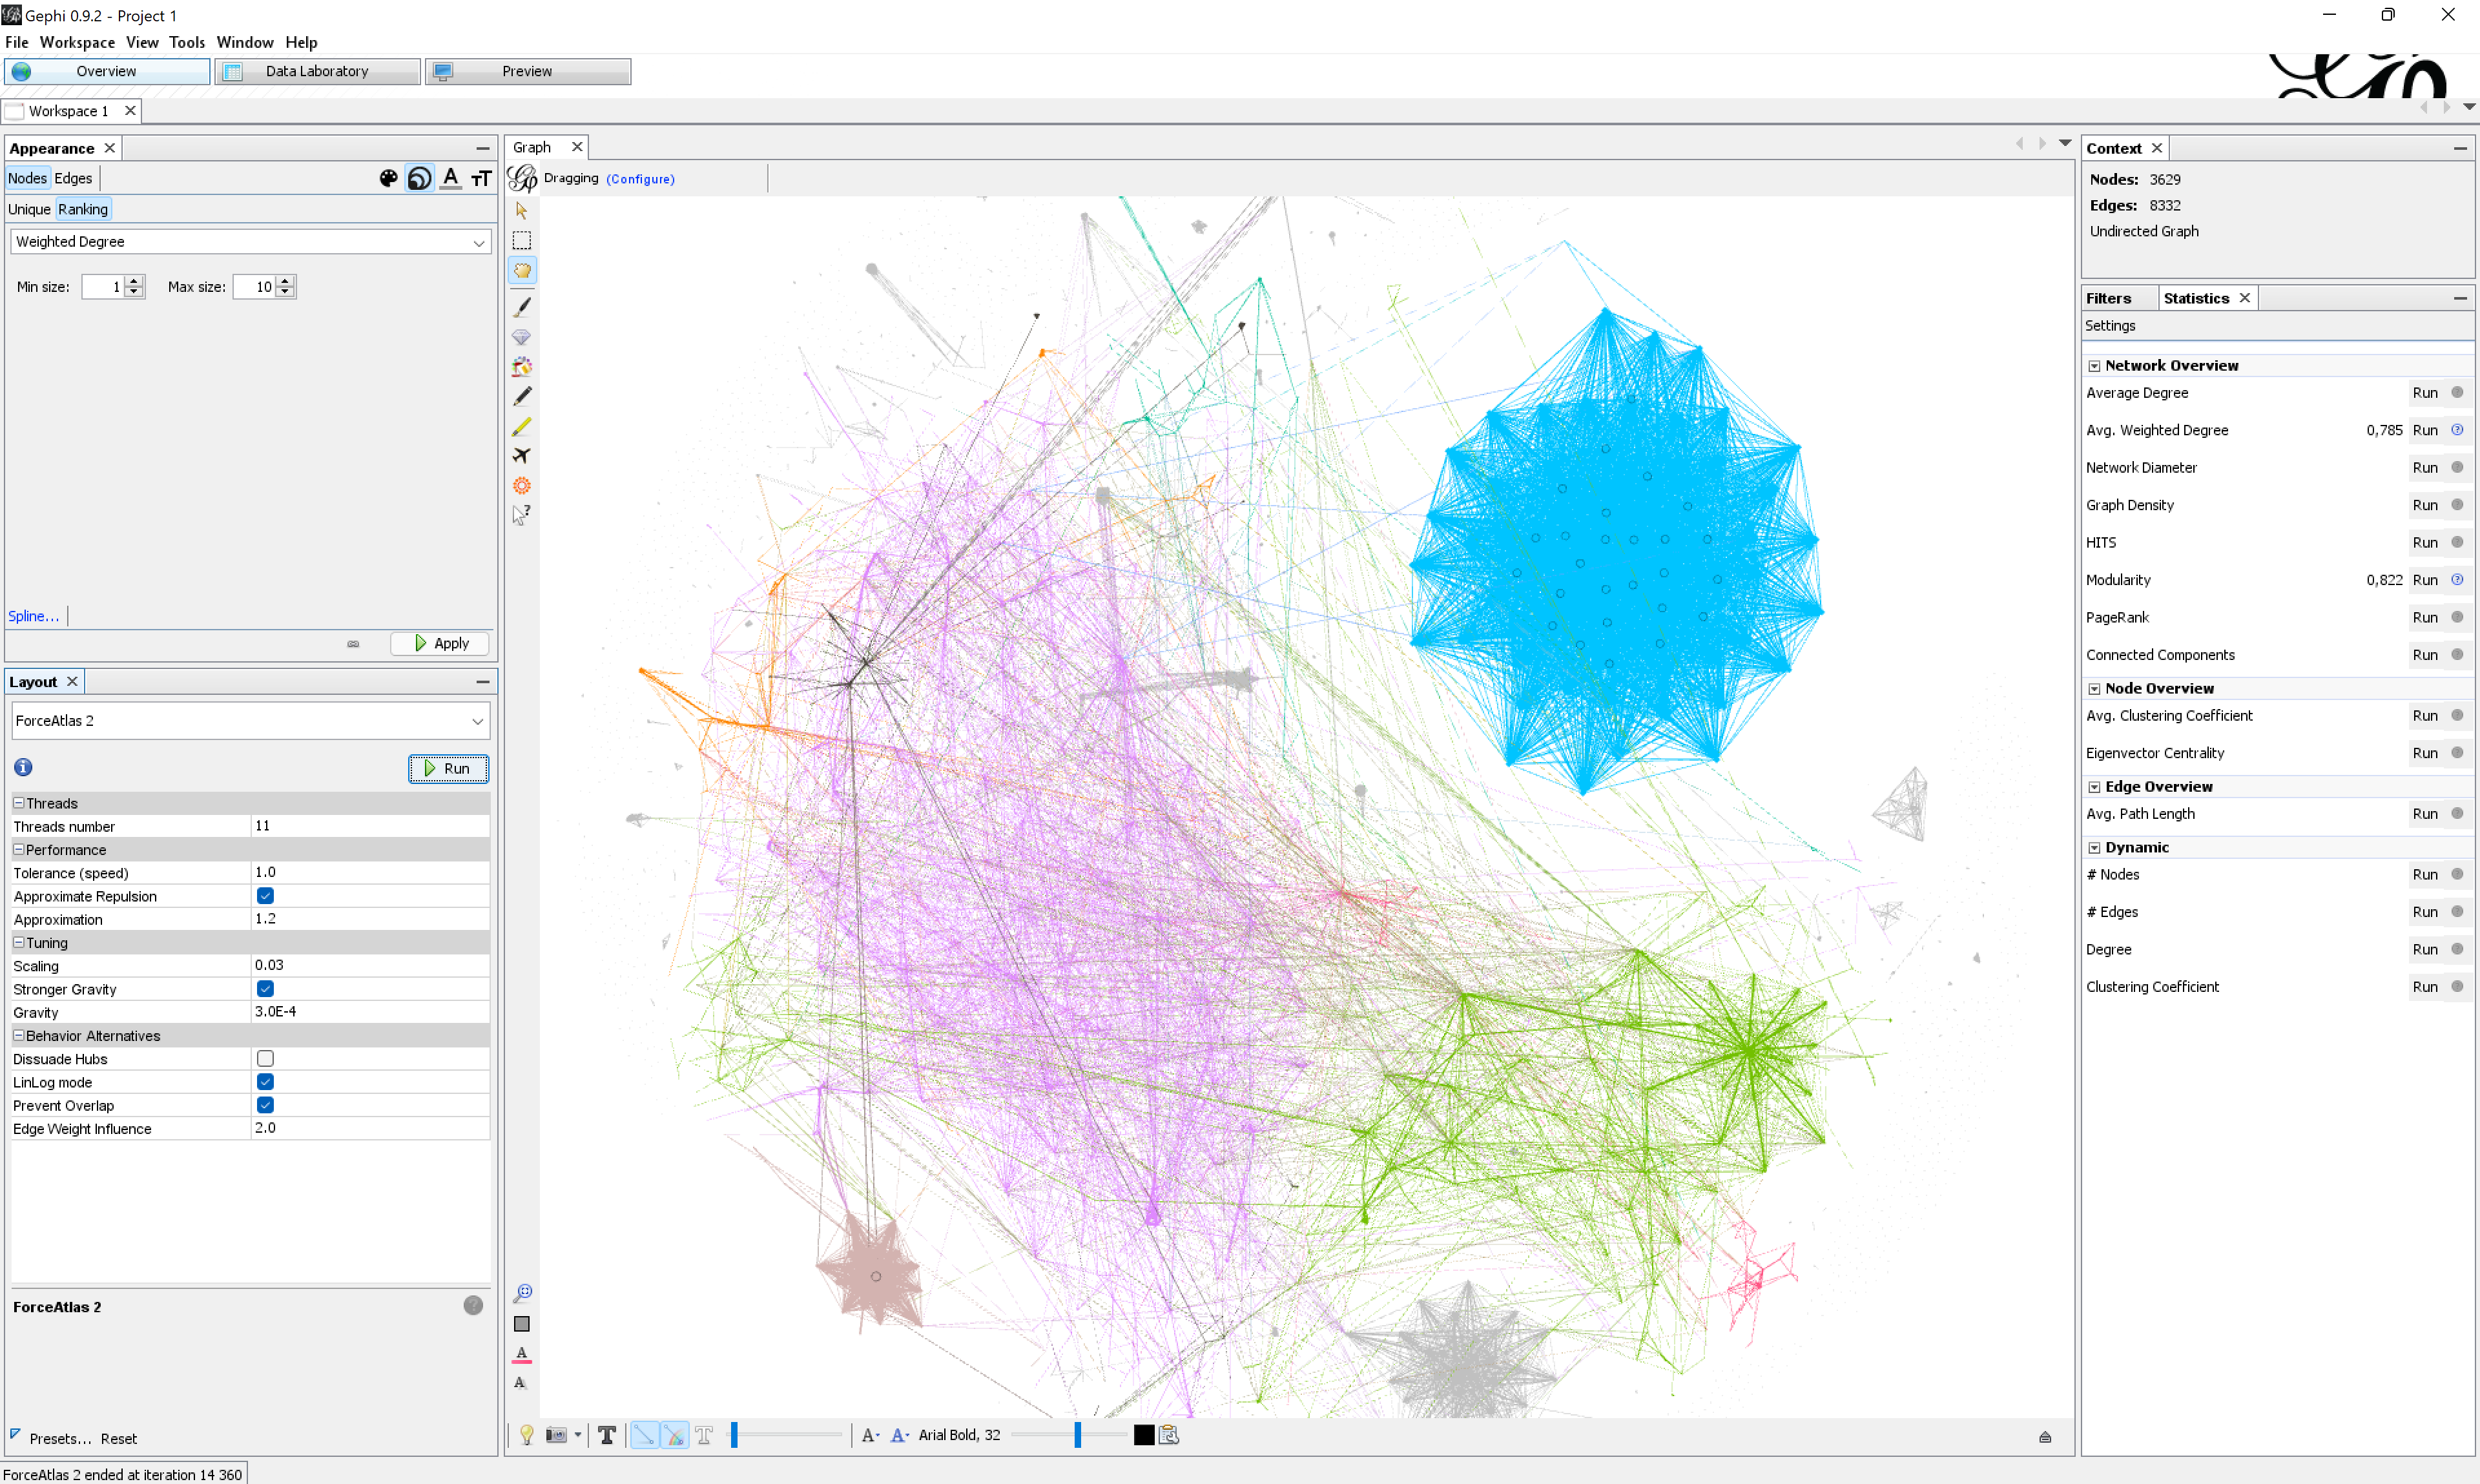 Gephi 0.9.2 - Project 1
File Workspace View Tools Window Help
Overview Data Laboratory Preview
Workspace 1
Appearance
Nodes Edges
Unique Ranking
Weighted Degree
Min size: 1 Max size: 10
Spline...
Apply
Layout
ForceAtlas 2
Run
Threads
Threads number 11
Performance
Tolerance (speed) 1.0
Approximate Repulsion
Approximation 1.2
Tuning
Scaling 0.03
Stronger Gravity
Gravity 3.0E-4
Behavior Alternatives
Dissuade Hubs
LinLog mode
Prevent Overlap
Edge Weight Influence 2.0
ForceAtlas 2
Presets... Reset
ForceAtlas 2 ended at iteration 14 360
Graph
Dragging (Configure)
Arial Bold, 32
Context
Nodes: 3629
Edges: 8332
Undirected Graph
Filters Statistics
Settings
Network Overview
Average Degree Run
Avg. Weighted Degree 0,785 Run
Network Diameter Run
Graph Density Run
HITS Run
Modularity 0,822 Run
PageRank Run
Connected Components Run
Node Overview
Avg. Clustering Coefficient Run
Eigenvector Centrality Run
Edge Overview
Avg. Path Length Run
Dynamic
# Nodes Run
# Edges Run
Degree Run
Clustering Coefficient Run